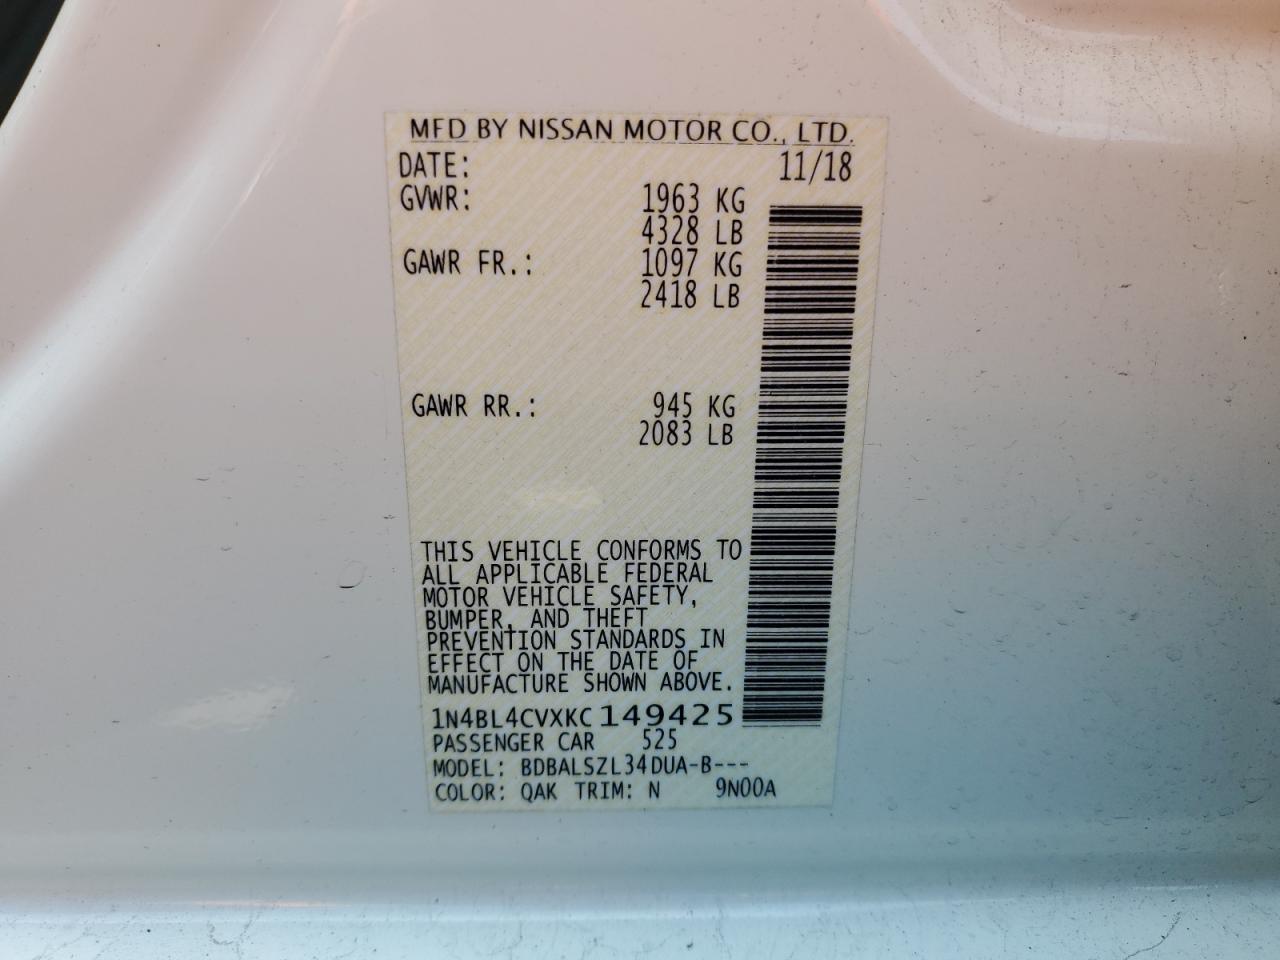 MFD BY NISSAN MOTOR CO., LTD.
DATE: 11/18
GVWR: 1963 KG
4328 LB
GAWR FR.: 1097 KG
2418 LB
GAWR RR.: 945 KG
2083 LB
THIS VEHICLE CONFORMS TO
ALL APPLICABLE FEDERAL
MOTOR VEHICLE SAFETY,
BUMPER, AND THEFT
PREVENTION STANDARDS IN
EFFECT ON THE DATE OF
MANUFACTURE SHOWN ABOVE.
1N4BL4CVXKC149425
PASSENGER CAR 525
MODEL: BDBALSZL34DUA-B---
COLOR: QAK TRIM: N 9N00A